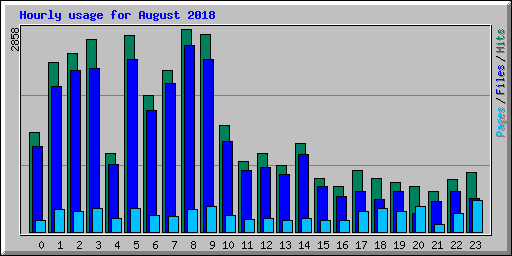 Hourly usage for August 2018
2858
Pages / Files / Hits
0 1 2 3 4 5 6 7 8 9 10 11 12 13 14 15 16 17 18 19 20 21 22 23